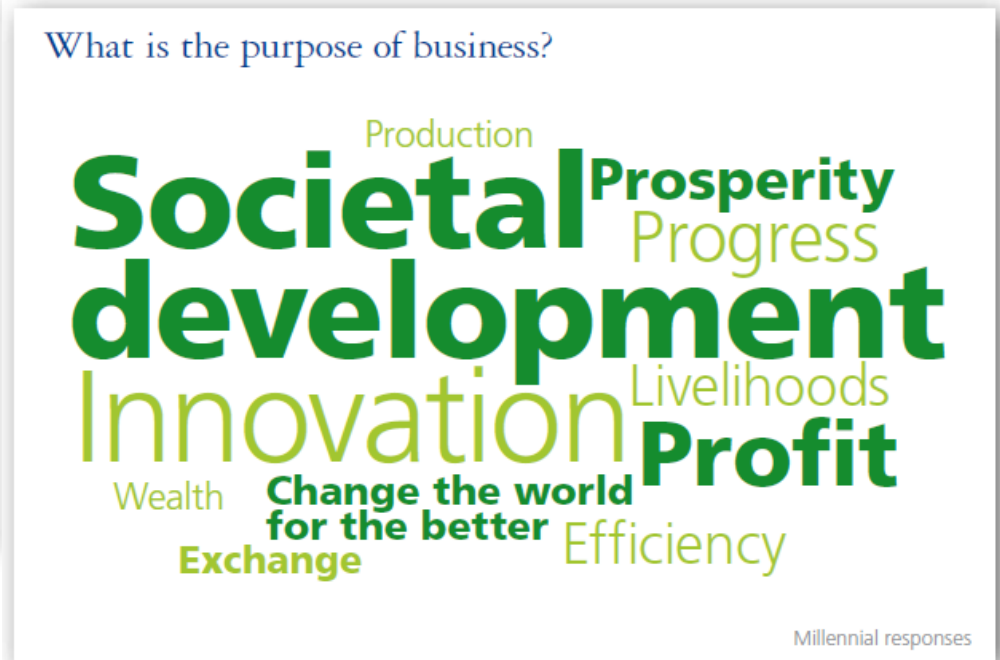 What is the purpose of business?
Production
Societal
Prosperity
Progress
development
Innovation
Livelihoods
Profit
Wealth
Change the world
for the better
Efficiency
Exchange
Millennial responses